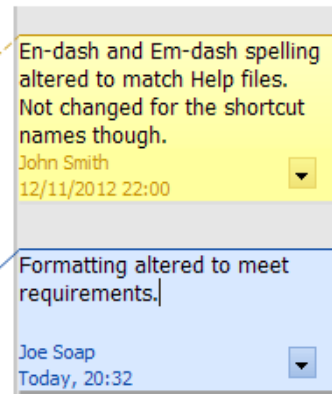 En-dash and Em-dash spelling
altered to match Help files.
Not changed for the shortcut
names though.
John Smith
12/11/2012 22:00
Formatting altered to meet
requirements.
Joe Soap
Today, 20:32